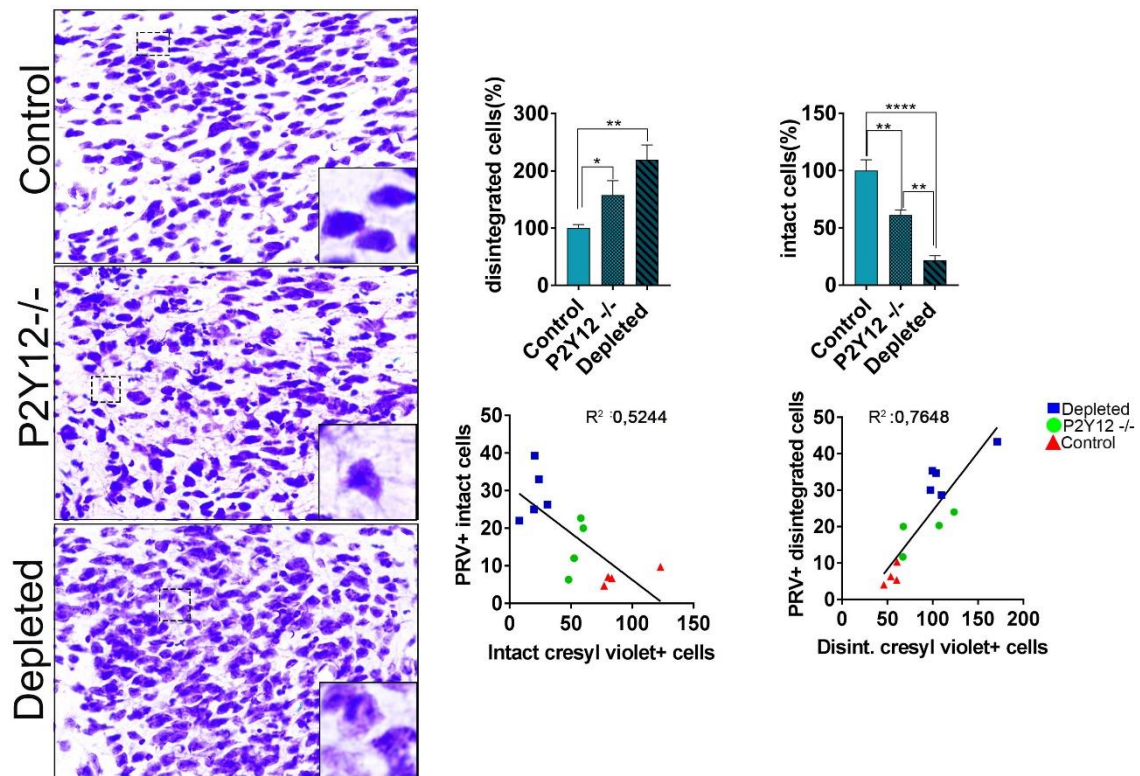 Control
P2Y12-/-
Depleted
disintegrated cells(%)
300
200
100
0
**
*
Control
P2Y12 -/-
Depleted
intact cells(%)
150
100
50
0
****
**
**
Control
P2Y12 -/-
Depleted
PRV+ intact cells
50
40
30
20
10
0
R² :0,5244
0
50
100
150
Intact cresyl violet+ cells
PRV+ disintegrated cells
50
40
30
20
10
0
R² :0,7648
0
50
100
150
200
Disint. cresyl violet+ cells
Depleted
P2Y12 -/-
Control